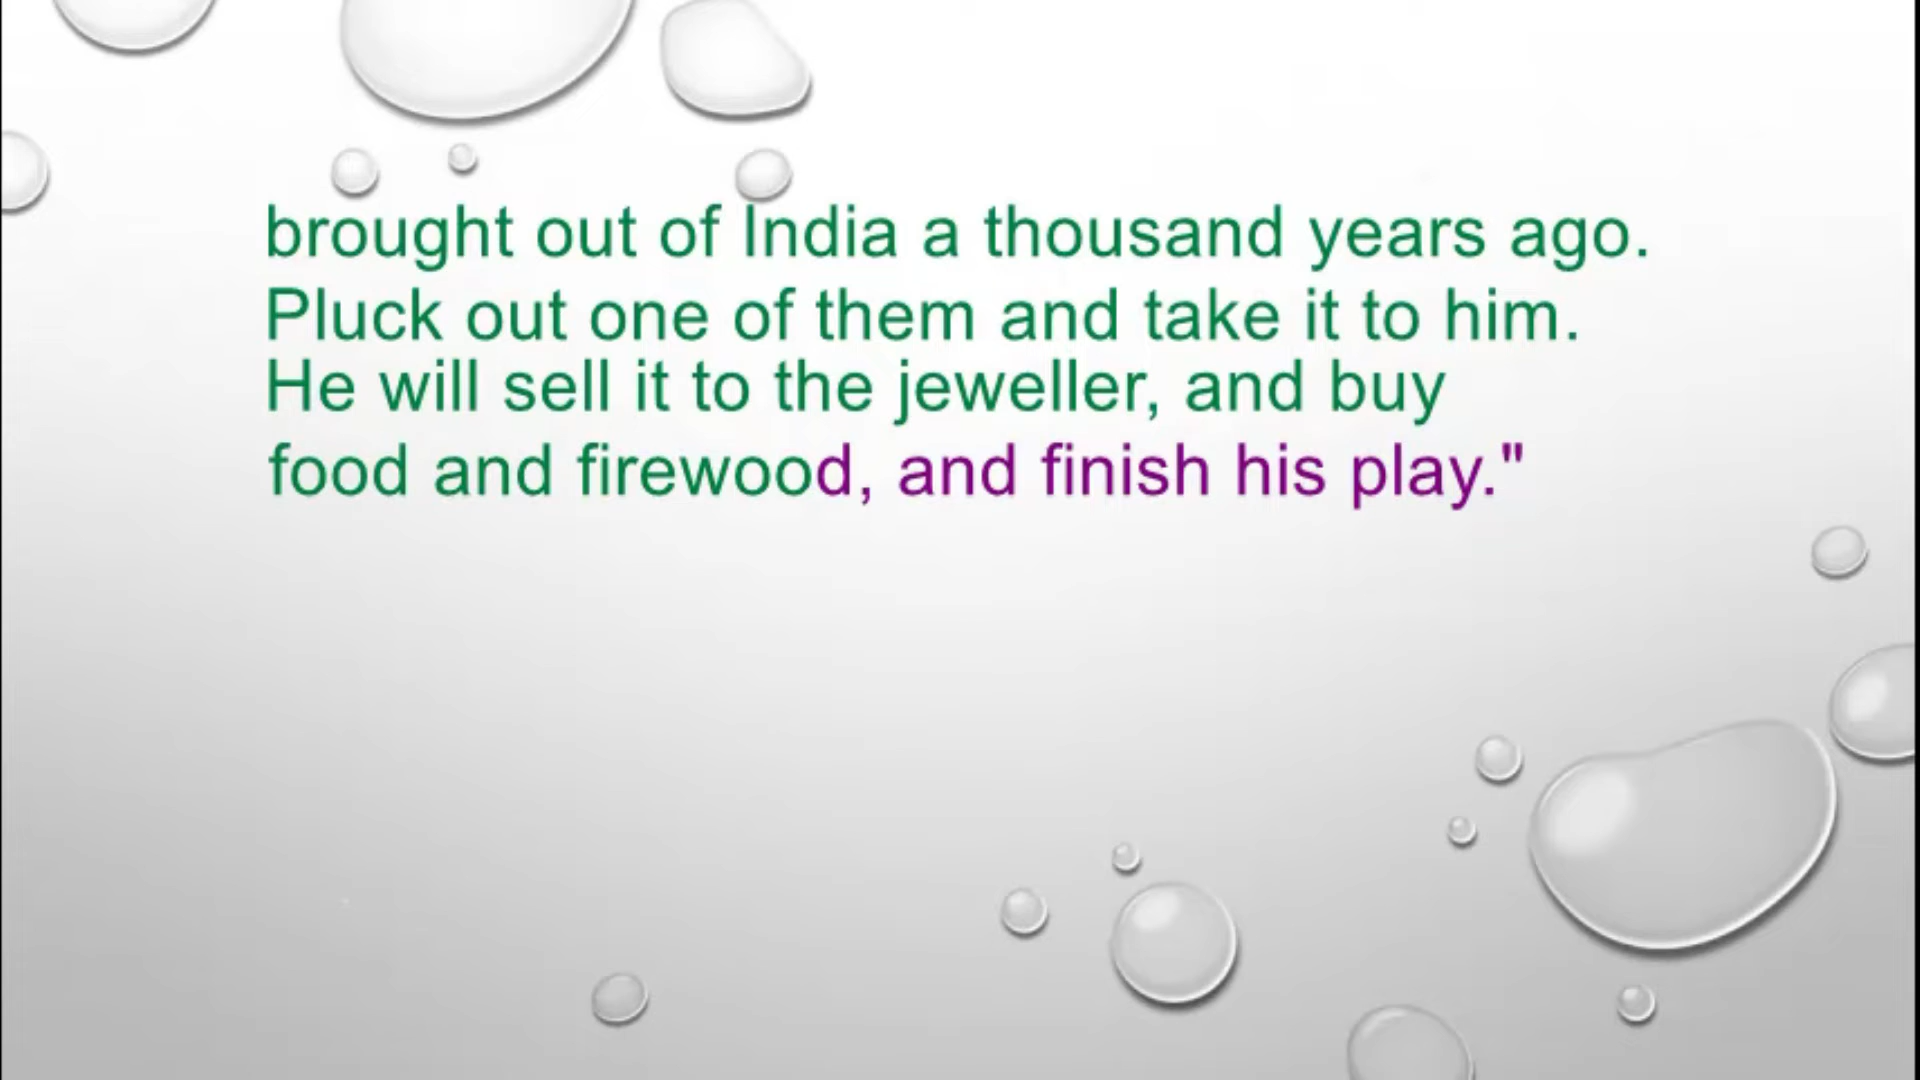 brought out of India a thousand years ago.
Pluck out one of them and take it to him.
He will sell it to the jeweller, and buy
food and firewood, and finish his play."